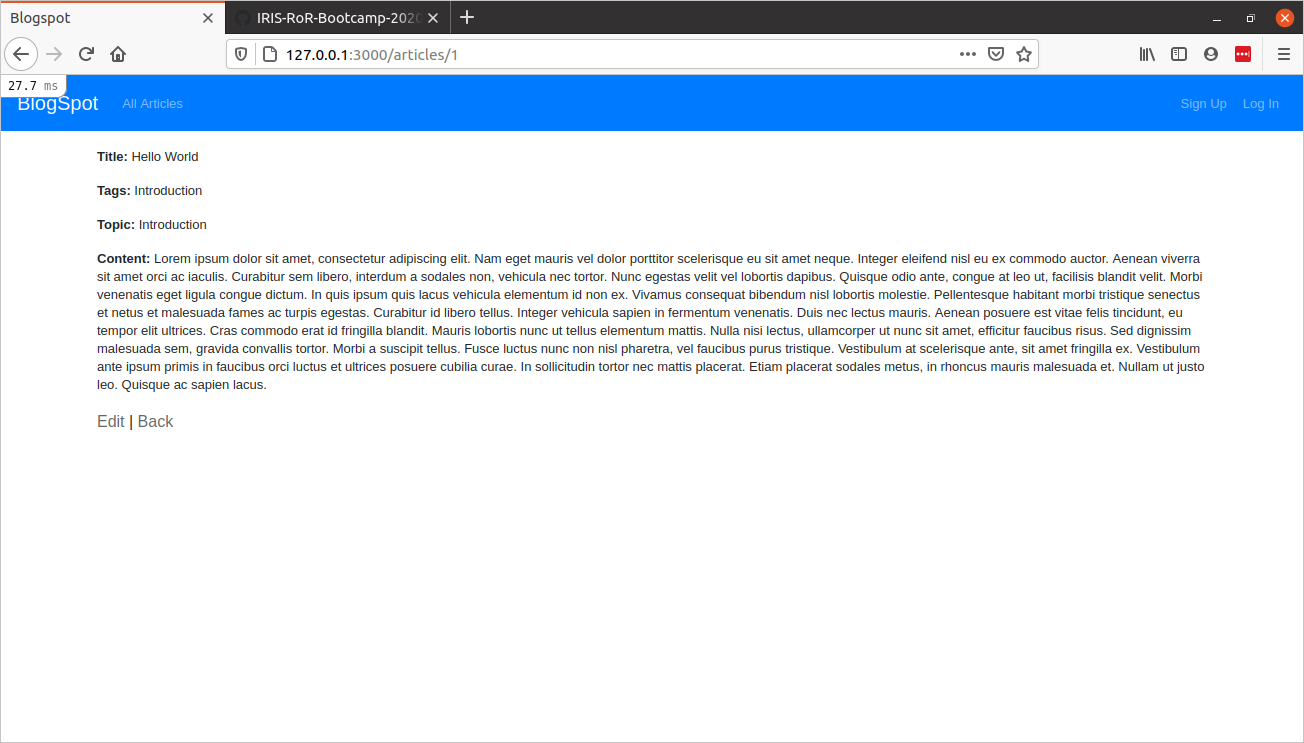 Blogspot
IRIS-RoR-Bootcamp-2020
127.0.0.1:3000/articles/1
27.7 ms
BlogSpot All Articles Sign Up Log In
Title: Hello World
Tags: Introduction
Topic: Introduction
Content: Lorem ipsum dolor sit amet, consectetur adipiscing elit. Nam eget mauris vel dolor porttitor scelerisque eu sit amet neque. Integer eleifend nisl eu ex commodo auctor. Aenean viverra
sit amet orci ac iaculis. Curabitur sem libero, interdum a sodales non, vehicula nec tortor. Nunc egestas velit vel lobortis dapibus. Quisque odio ante, congue at leo ut, facilisis blandit velit. Morbi
venenatis eget ligula congue dictum. In quis ipsum quis lacus vehicula elementum id non ex. Vivamus consequat bibendum nisl lobortis molestie. Pellentesque habitant morbi tristique senectus
et netus et malesuada fames ac turpis egestas. Curabitur id libero tellus. Integer vehicula sapien in fermentum venenatis. Duis nec lectus mauris. Aenean posuere est vitae felis tincidunt, eu
tempor elit ultrices. Cras commodo erat id fringilla blandit. Mauris lobortis nunc ut tellus elementum mattis. Nulla nisi lectus, ullamcorper ut nunc sit amet, efficitur faucibus risus. Sed dignissim
malesuada sem, gravida convallis tortor. Morbi a suscipit tellus. Fusce luctus nunc non nisl pharetra, vel faucibus purus tristique. Vestibulum at scelerisque ante, sit amet fringilla ex. Vestibulum
ante ipsum primis in faucibus orci luctus et ultrices posuere cubilia curae. In sollicitudin tortor nec mattis placerat. Etiam placerat sodales metus, in rhoncus mauris malesuada et. Nullam ut justo
leo. Quisque ac sapien lacus.
Edit | Back